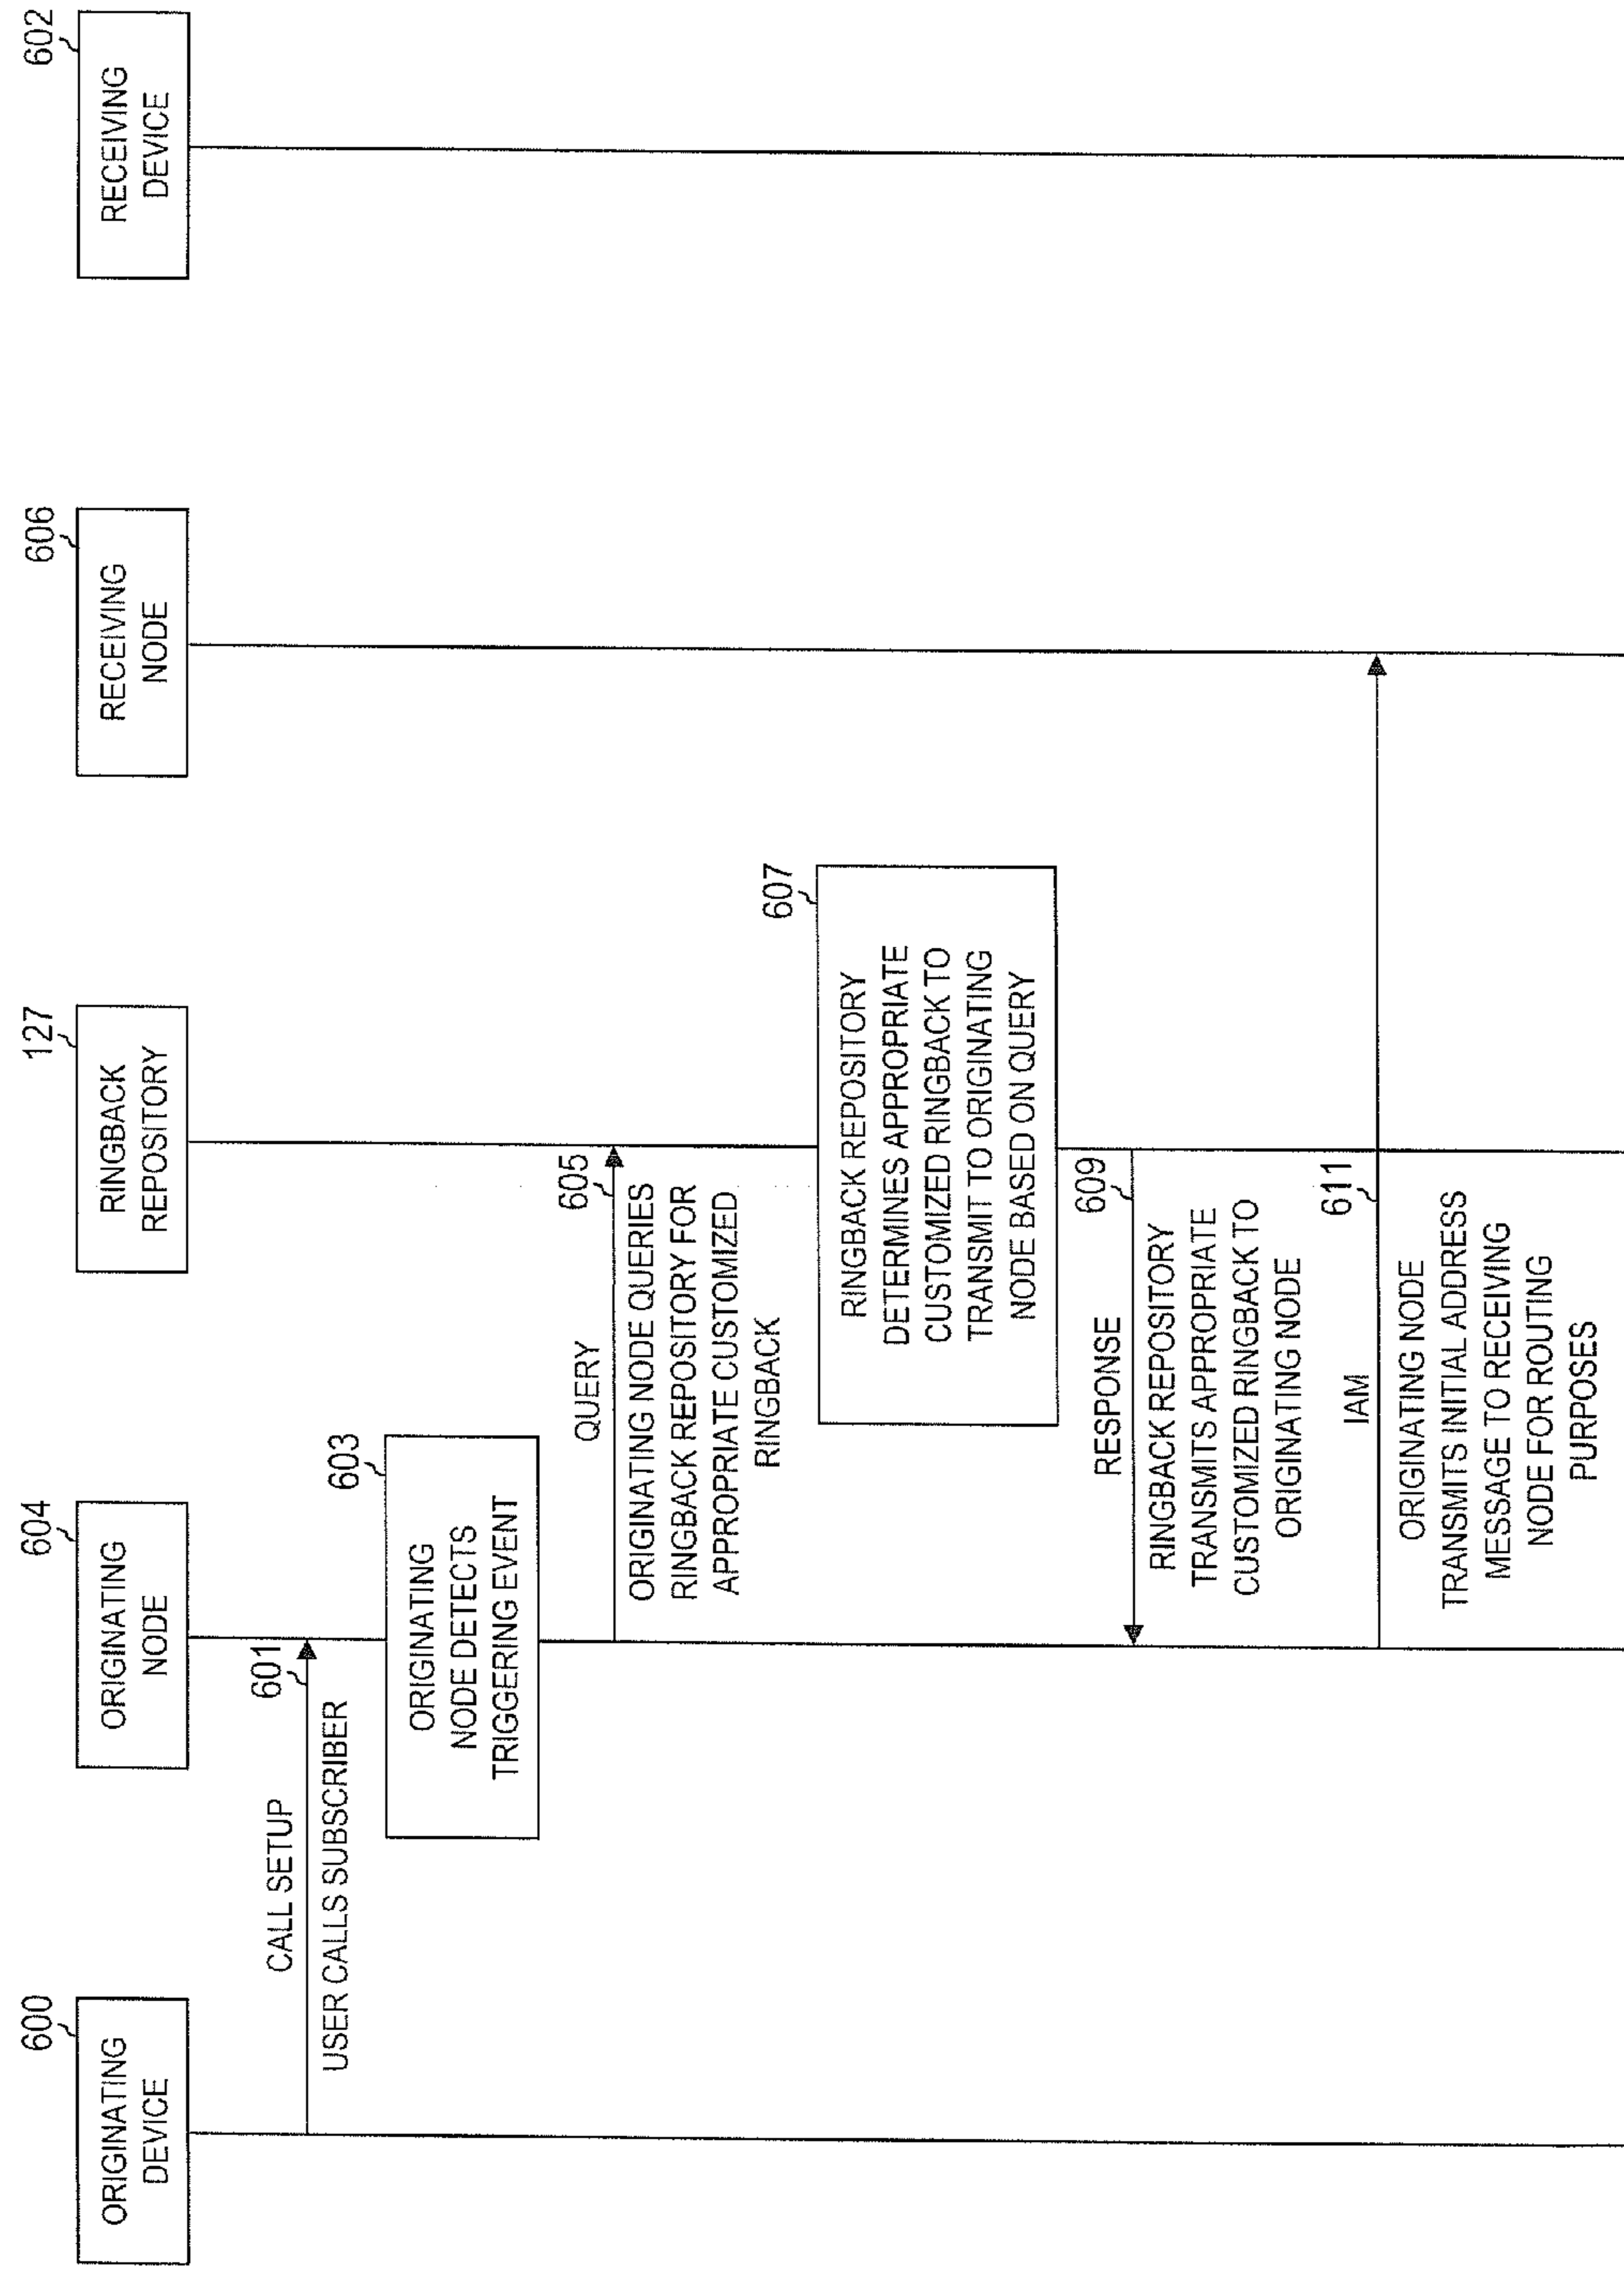 600
ORIGINATING
DEVICE
604
ORIGINATING
NODE
127
RINGBACK
REPOSITORY
606
RECEIVING
NODE
602
RECEIVING
DEVICE
CALL SETUP
601
USER CALLS SUBSCRIBER
603
ORIGINATING
NODE DETECTS
TRIGGERING EVENT
QUERY
605
ORIGINATING NODE QUERIES
RINGBACK REPOSITORY FOR
APPROPRIATE CUSTOMIZED
RINGBACK
607
RINGBACK REPOSITORY
DETERMINES APPROPRIATE
CUSTOMIZED RINGBACK TO
TRANSMIT TO ORIGINATING
NODE BASED ON QUERY
RESPONSE
609
RINGBACK REPOSITORY
TRANSMITS APPROPRIATE
CUSTOMIZED RINGBACK TO
ORIGINATING NODE
IAM
611
ORIGINATING NODE
TRANSMITS INITIAL ADDRESS
MESSAGE TO RECEIVING
NODE FOR ROUTING
PURPOSES